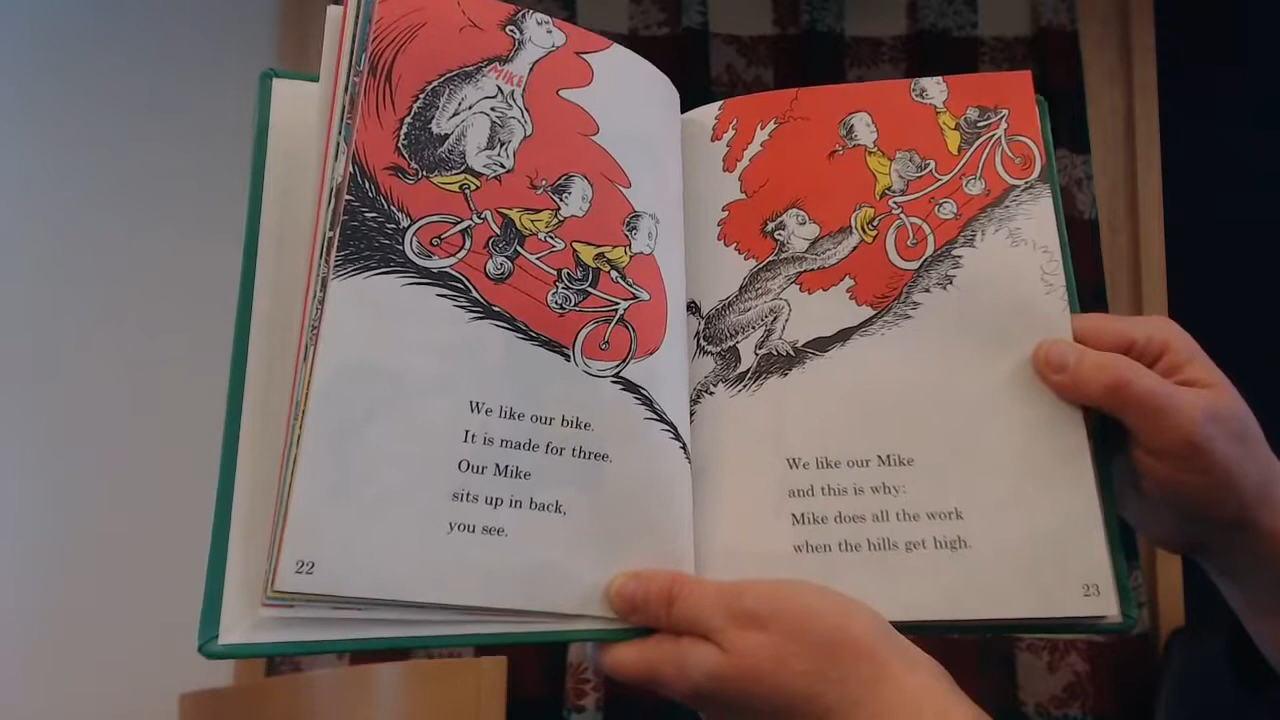 MIKE
We like our bike.
It is made for three.
Our Mike
sits up in back,
you see.
22
We like our Mike
and this is why:
Mike does all the work
when the hills get high.
23